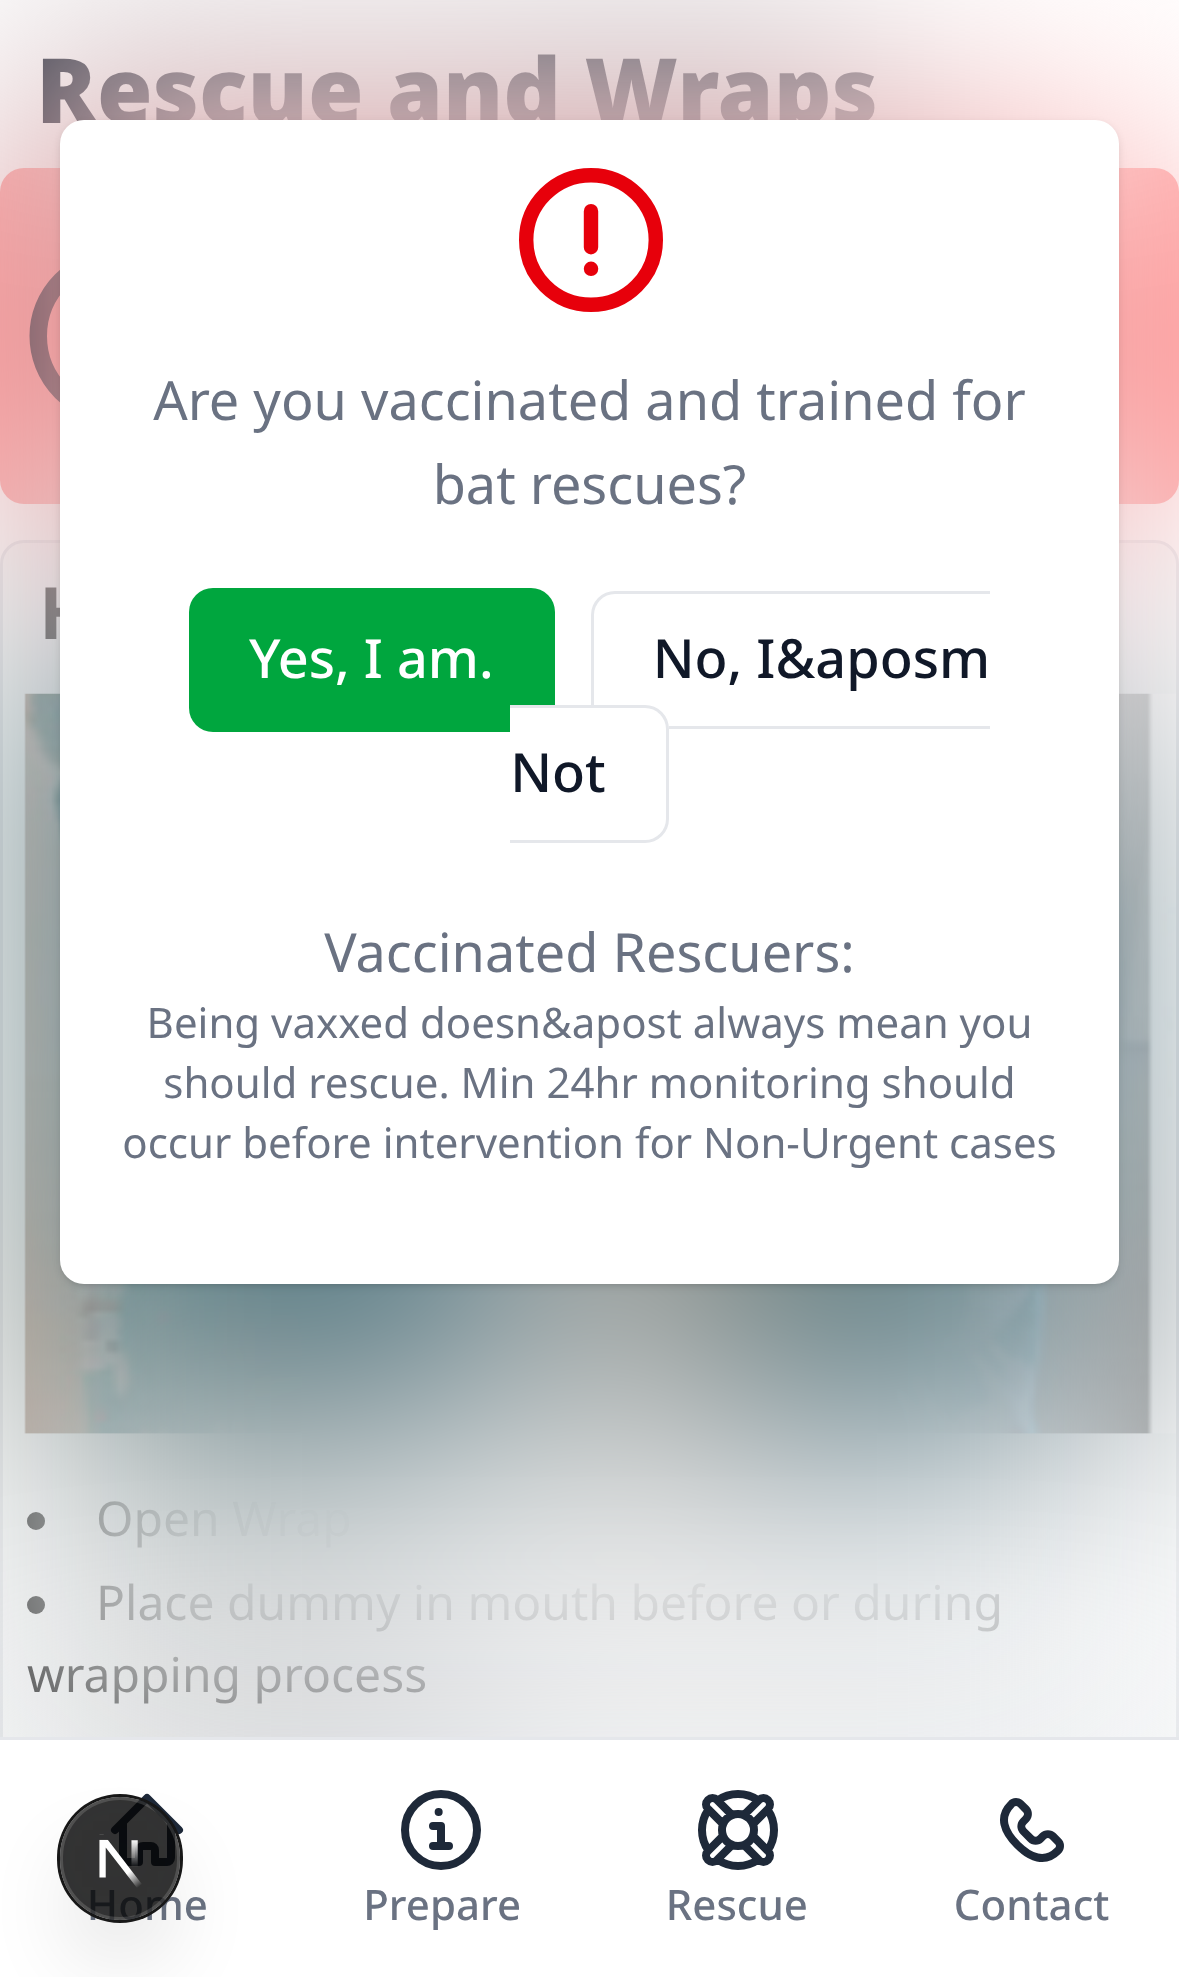 Rescue and Wraps
Are you vaccinated and trained for
bat rescues?
Yes, I am.
No, I&aposm
Not
Vaccinated Rescuers:
Being vaxxed doesn&apost always mean you
should rescue. Min 24hr monitoring should
occur before intervention for Non-Urgent cases
Open Wrap
Place dummy in mouth before or during
wrapping process
N
Home
Prepare
Rescue
Contact